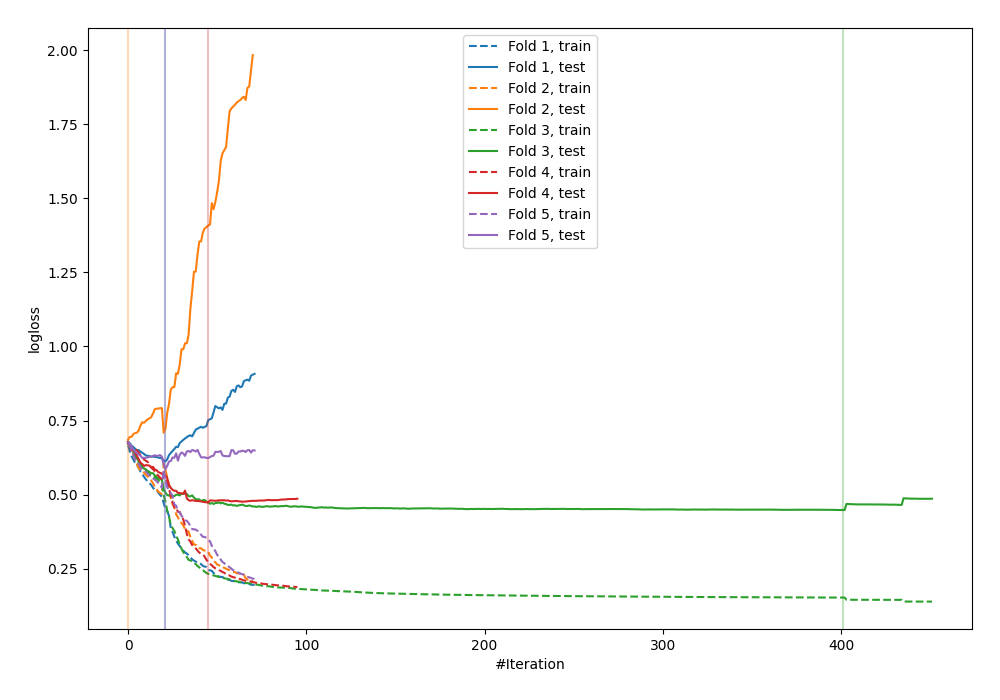 2.00
1.75
1.50
1.25
1.00
0.75
0.50
0.25
logloss
Fold 1, train
Fold 1, test
Fold 2, train
Fold 2, test
Fold 3, train
Fold 3, test
Fold 4, train
Fold 4, test
Fold 5, train
Fold 5, test
0 100 200 300 400
#Iteration